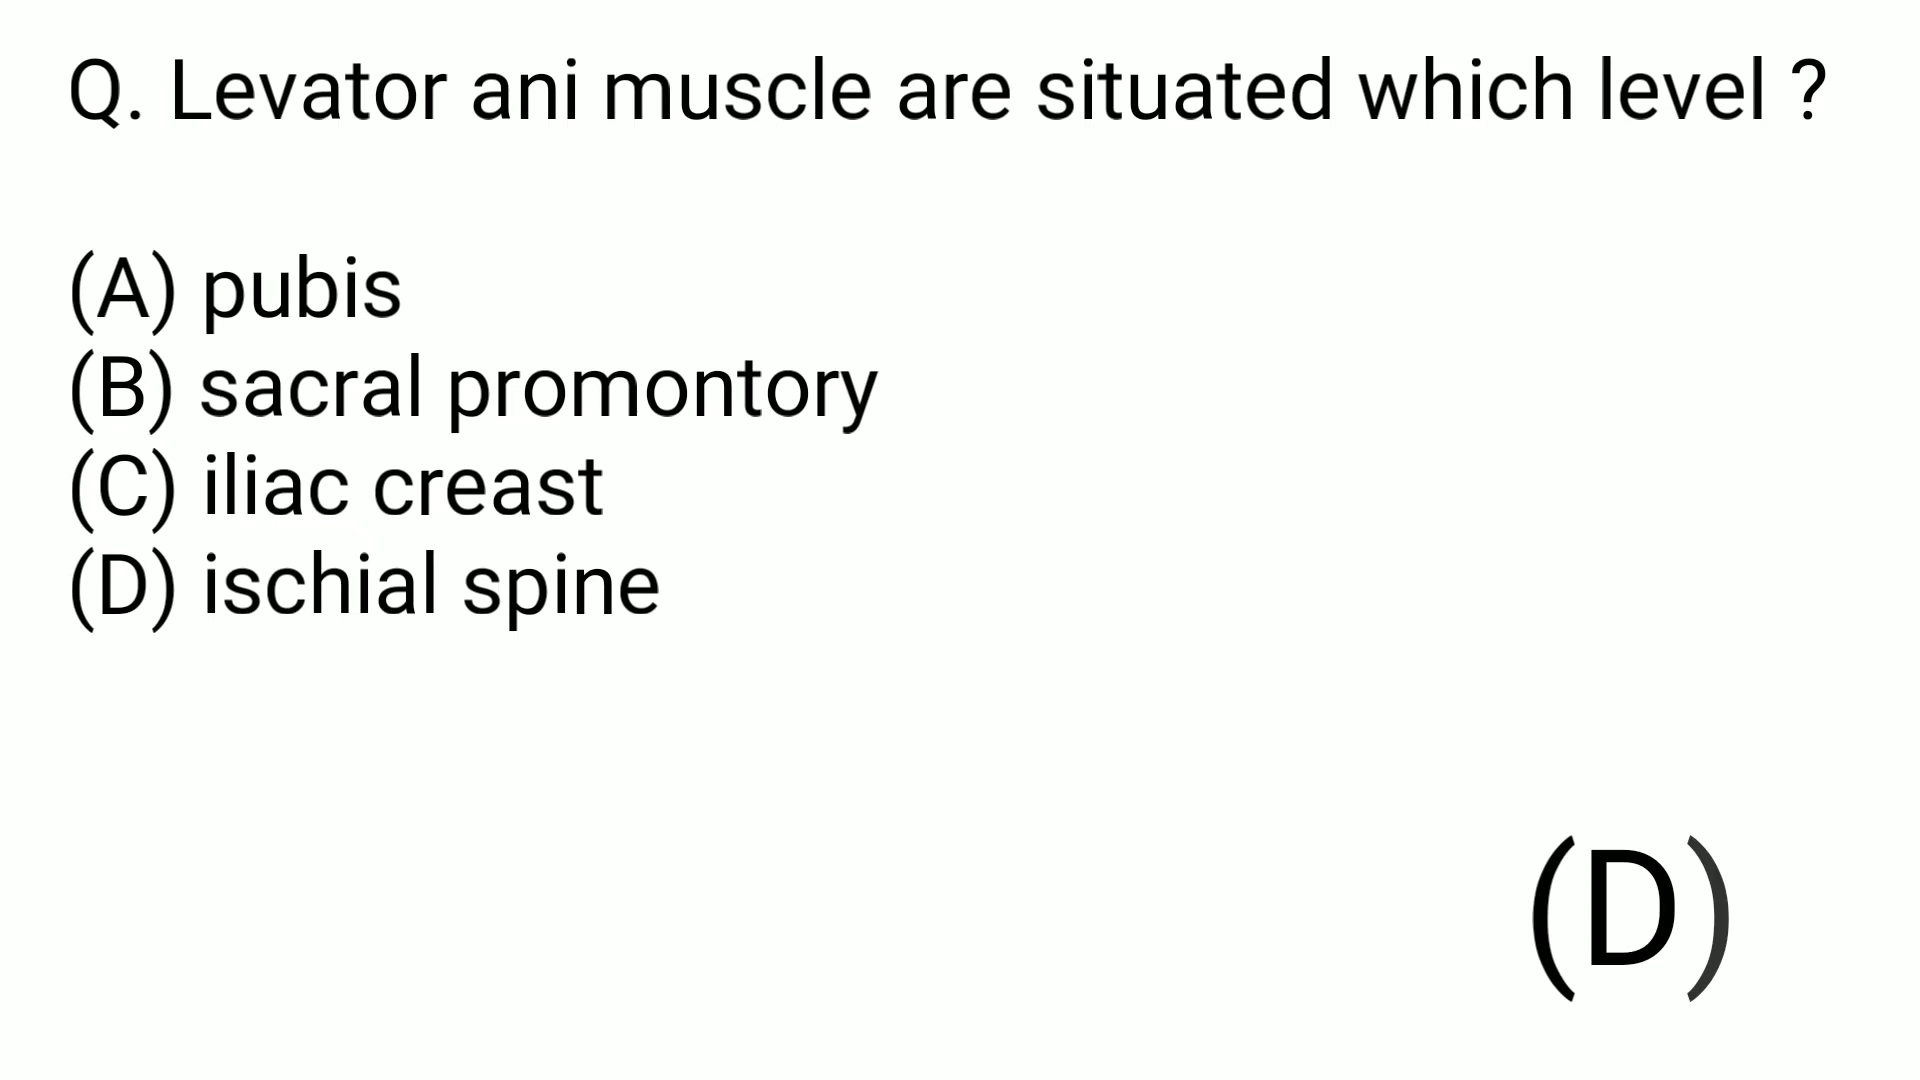 Q. Levator ani muscle are situated which level ?
(A) pubis
(B) sacral promontory
(C) iliac creast
(D) ischial spine
(D)